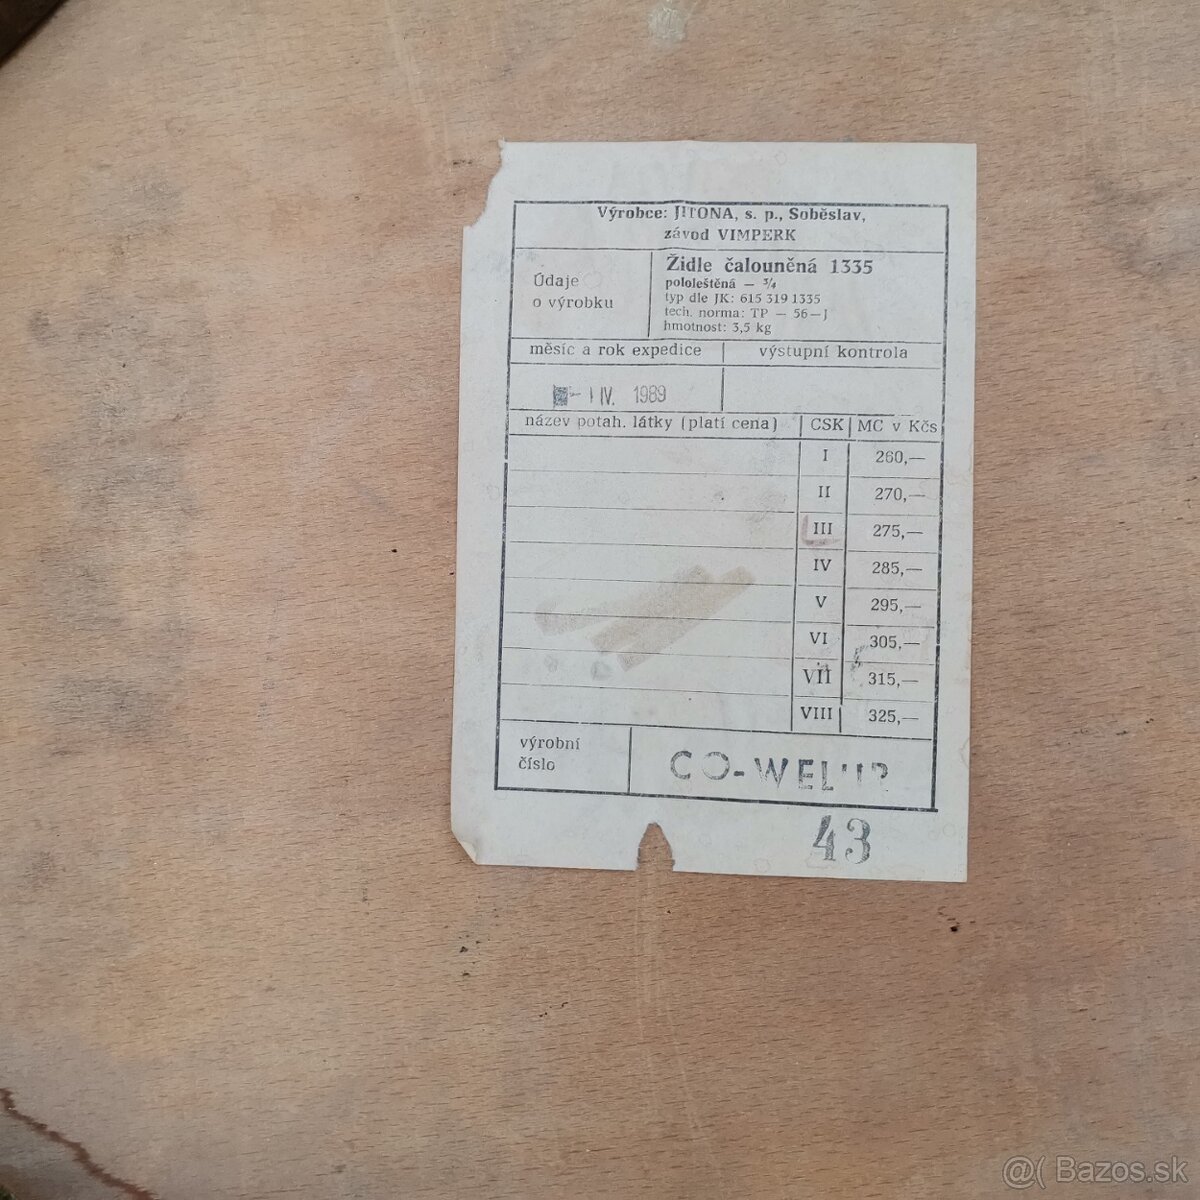 Výrobce: JITONA, s. p., Soběslav,
závod VIMPERK
Údaje
o výrobku
Židle čalouněná 1335
pololeštěná — 3/4
typ dle JK: 615 319 1335
tech. norma: TP — 56—J
hmotnost: 3,5 kg
měsíc a rok expedice výstupní kontrola
IV. 1989
název potah. látky (platí cena) CSK MC v Kčs
I 260,—
II 270,—
III 275,—
IV 285,—
V 295,—
VI 305,—
VII 315,—
VIII 325,—
výrobní
číslo
43
@( Bazos.sk